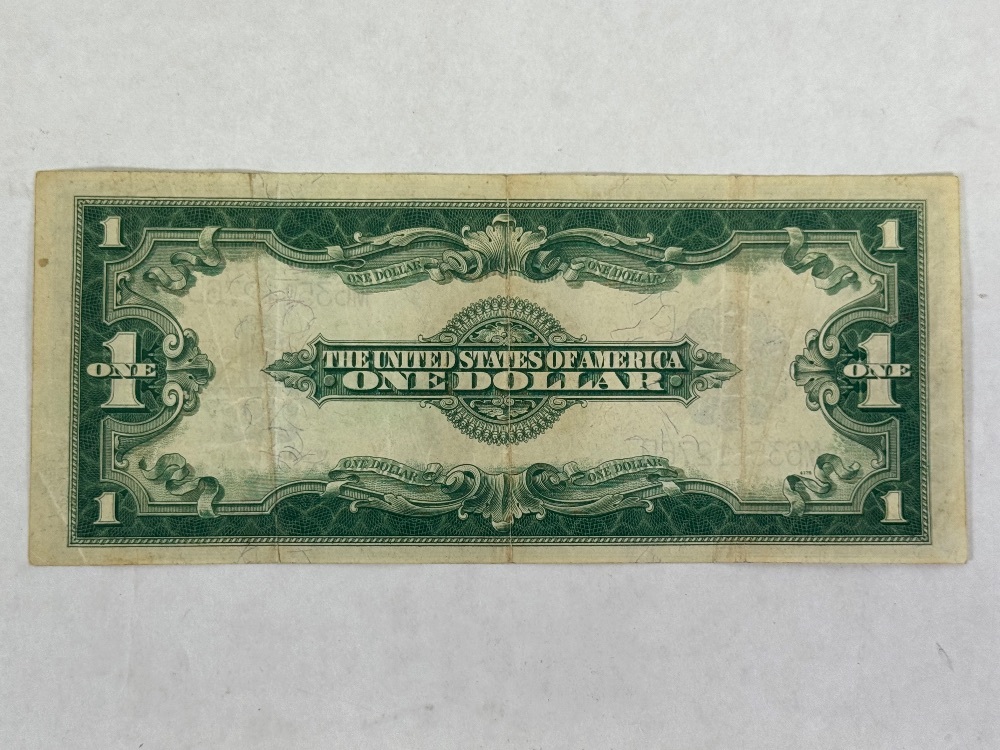 1 1
ONE DOLLAR ONE DOLLAR
THE UNITED STATES OF AMERICA
1 ONE ONE DOLLAR 1 ONE
ONE DOLLAR ONE DOLLAR
1 1